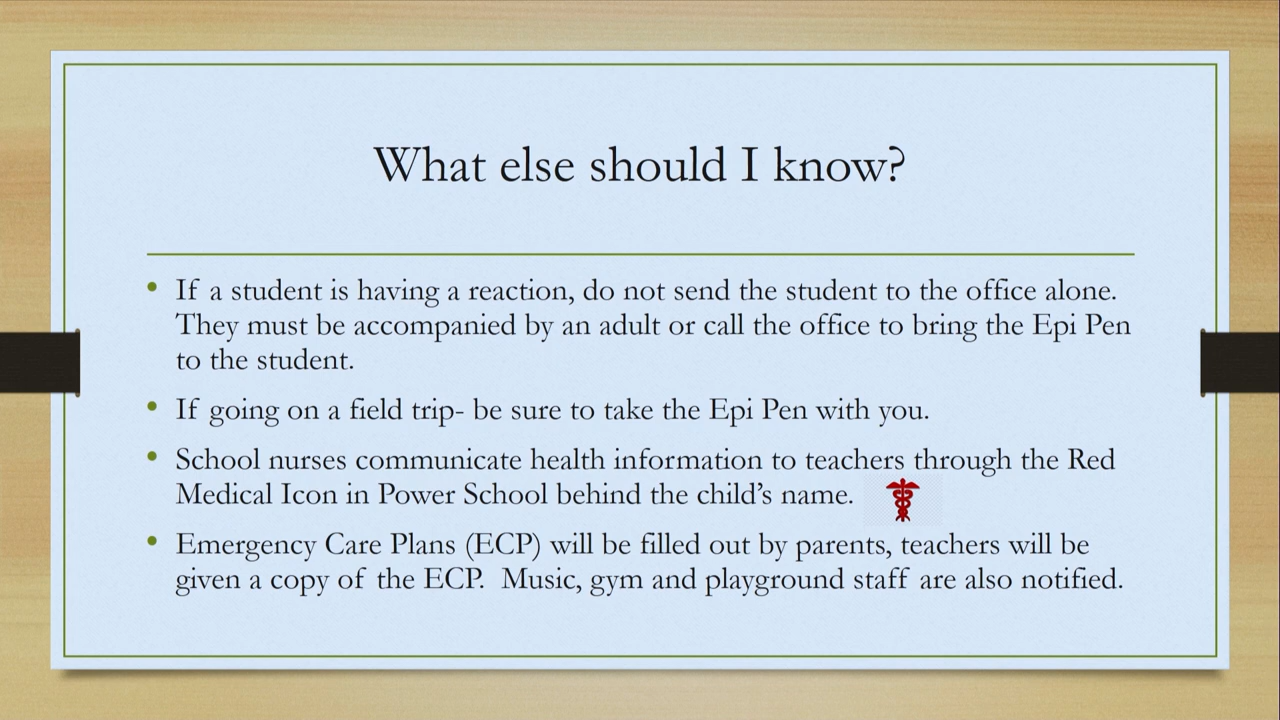 What else should I know?
• If a student is having a reaction, do not send the student to the office alone.
They must be accompanied by an adult or call the office to bring the Epi Pen
to the student.
• If going on a field trip- be sure to take the Epi Pen with you.
• School nurses communicate health information to teachers through the Red
Medical Icon in Power School behind the child’s name.
• Emergency Care Plans (ECP) will be filled out by parents, teachers will be
given a copy of the ECP.  Music, gym and playground staff are also notified.